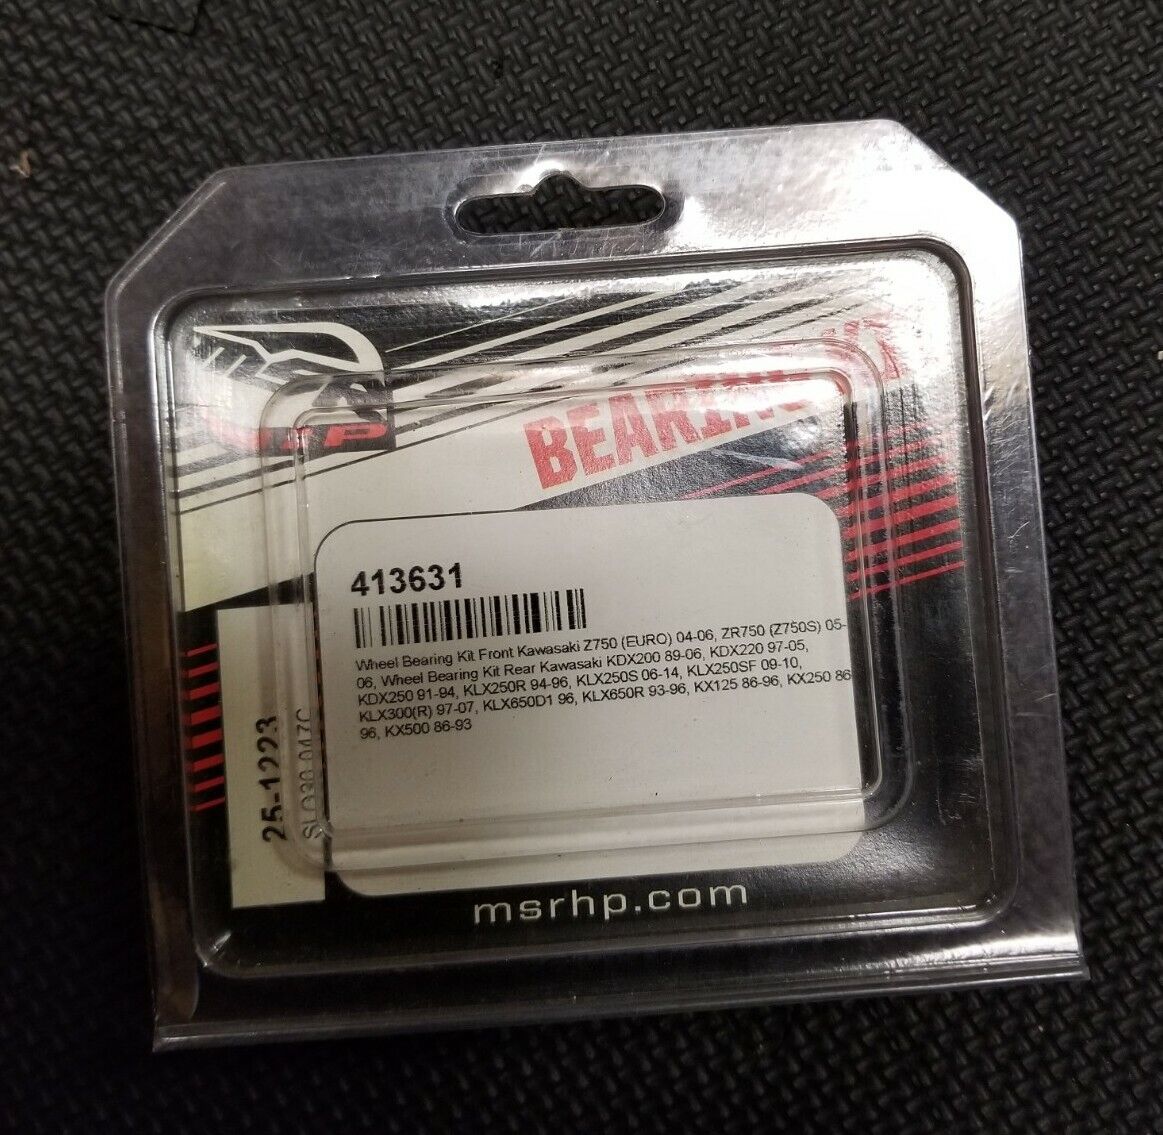 BEARING
413631
Wheel Bearing Kit Front Kawasaki Z750 (EURO) 04-06, ZR750 (Z750S) 05-
06, Wheel Bearing Kit Rear Kawasaki KDX200 89-06, KDX220 97-05,
KDX250 91-94, KLX250R 94-96, KLX250S 06-14, KLX250SF 09-10,
KLX300(R) 97-07, KLX650D1 96, KLX650R 93-96, KX125 86-96, KX250 86
96, KX500 86-93
25-1223
msrhp.com